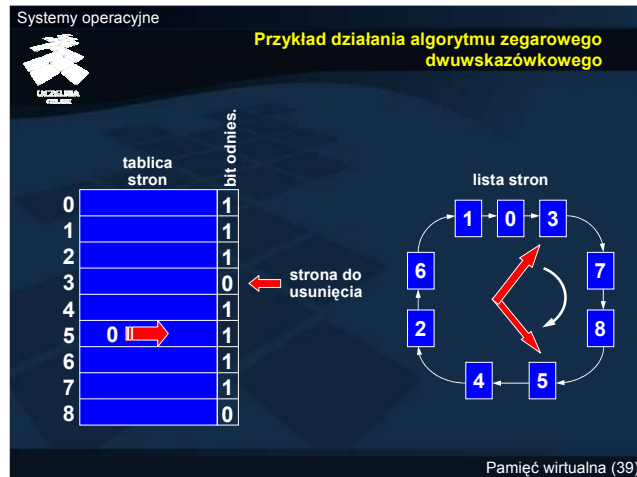 Systemy operacyjne
Przykład działania algorytmu zegarowego
dwuwskazówkowego
UCZELNIA
ONLINE
tablica
stron
bit odnies.
lista stron
0 1
1 1
2 1
3 0
4 1
5 0 1
6 1
7 1
8 0
strona do
usunięcia
1 0 3
6 7
2 8
4 5
Pamięć wirtualna (39)